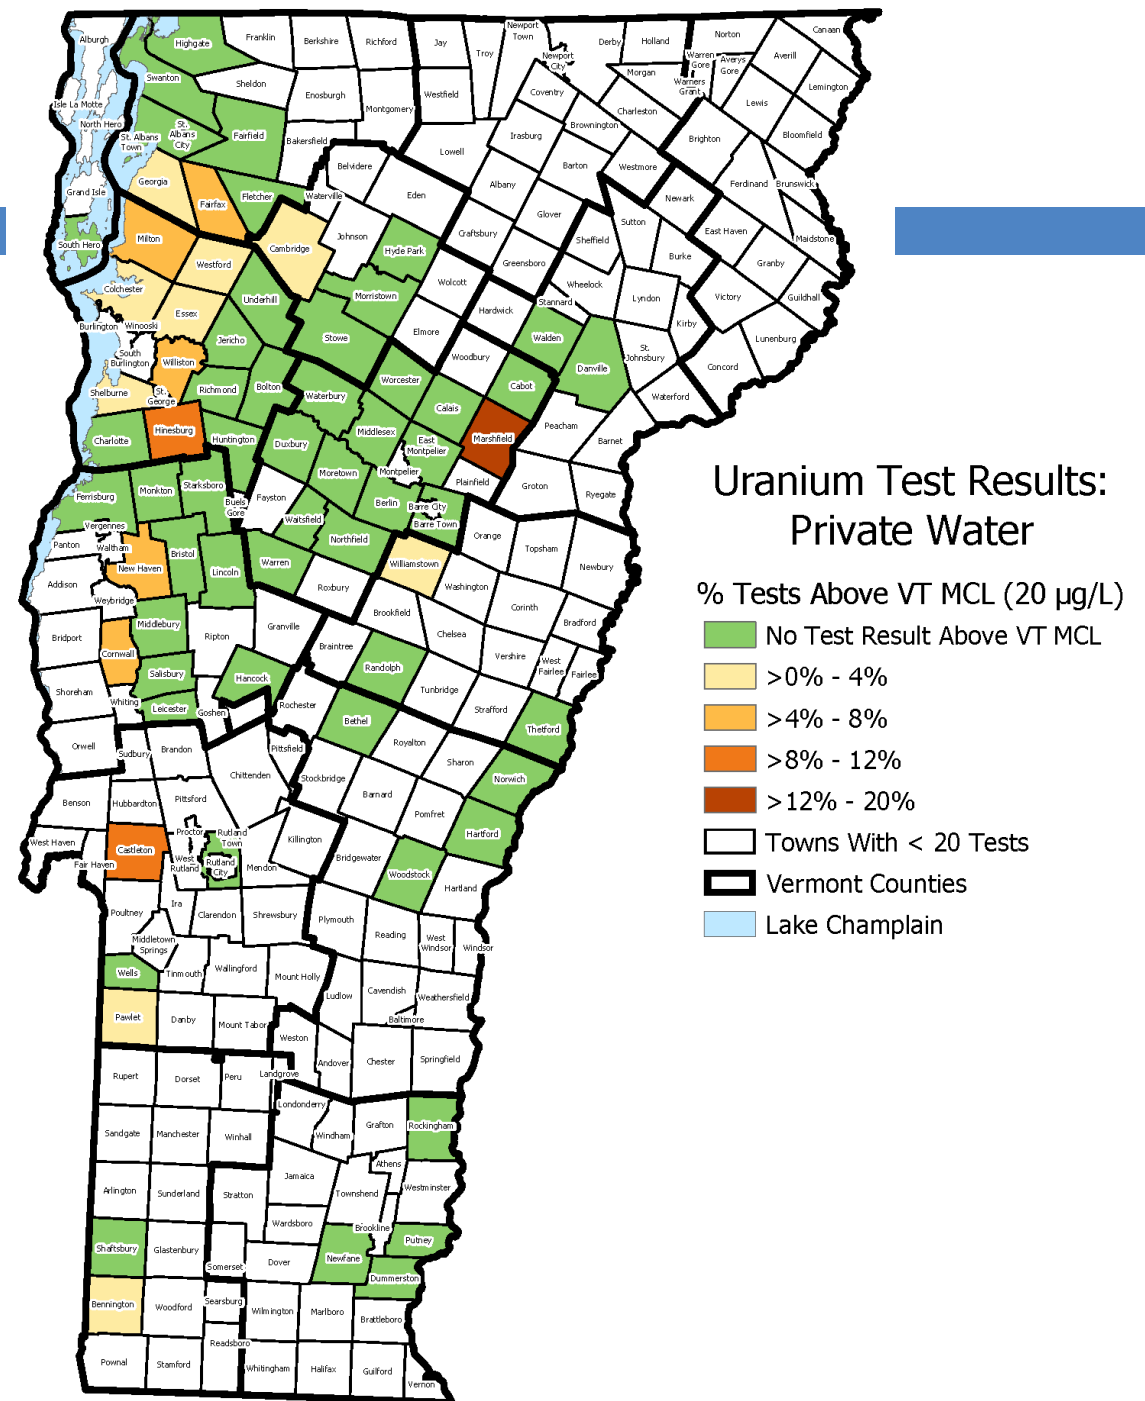 Alburgh
Highgate
Franklin
Berkshire
Richford
Jay
Troy
Newport
Town
Newport
City
Derby
Holland
Norton
Canaan
Warren
Gore
Averys
Gore
Averill
Warners
Grant
Morgan
Lemington
Swanton
Sheldon
Enosburgh
Montgomery
Westfield
Coventry
Charleston
Lewis
Bloomfield
Isle La Motte
North Hero
St. Albans
Town
St.
Albans
City
Fairfield
Bakersfield
Lowell
Irasburg
Brownington
Brighton
Barton
Westmore
Ferdinand
Brunswick
Grand Isle
Georgia
Fairfax
Fletcher
Waterville
Belvidere
Eden
Albany
Glover
Newark
Maidstone
South Hero
Milton
Westford
Cambridge
Johnson
Hyde Park
Craftsbury
Greensboro
Sheffield
Sutton
Burke
East Haven
Granby
Guildhall
Colchester
Essex
Underhill
Morristown
Wolcott
Hardwick
Stannard
Wheelock
Lyndon
Kirby
Victory
Lunenburg
Burlington
Winooski
South
Burlington
Williston
Jericho
Stowe
Elmore
Woodbury
Walden
Danville
St.
Johnsbury
Concord
Waterford
Shelburne
St.
George
Richmond
Bolton
Waterbury
Worcester
Calais
Cabot
Peacham
Barnet
Charlotte
Hinesburg
Huntington
Duxbury
Middlesex
East
Montpelier
Marshfield
Montpelier
Plainfield
Groton
Ryegate
Ferrisburg
Monkton
Starksboro
Buels
Gore
Fayston
Moretown
Waitsfield
Berlin
Barre City
Barre Town
Northfield
Orange
Topsham
Newbury
Vergennes
Panton
Waltham
New Haven
Bristol
Lincoln
Warren
Roxbury
Williamstown
Washington
Corinth
Bradford
Addison
Weybridge
Middlebury
Ripton
Granville
Brookfield
Chelsea
Vershire
West
Fairlee
Fairlee
Bridport
Cornwall
Salisbury
Hancock
Braintree
Randolph
Tunbridge
Strafford
Thetford
Shoreham
Whiting
Leicester
Goshen
Rochester
Bethel
Royalton
Sharon
Norwich
Orwell
Sudbury
Brandon
Chittenden
Pittsfield
Stockbridge
Barnard
Pomfret
Hartford
Benson
Hubbardton
Pittsford
Proctor
Rutland
Town
Killington
Bridgewater
Woodstock
Hartland
West Haven
Fair Haven
Castleton
West
Rutland
Rutland
City
Mendon
Poultney
Ira
Clarendon
Shrewsbury
Plymouth
Reading
West
Windsor
Windsor
Middletown
Springs
Wells
Tinmouth
Wallingford
Mount Holly
Ludlow
Cavendish
Weathersfield
Baltimore
Pawlet
Danby
Mount Tabor
Weston
Andover
Chester
Springfield
Rupert
Dorset
Peru
Landgrove
Londonderry
Windham
Grafton
Rockingham
Sandgate
Manchester
Winhall
Jamaica
Athens
Townshend
Westminster
Arlington
Sunderland
Stratton
Wardsboro
Brookline
Putney
Shaftsbury
Glastenbury
Somerset
Dover
Newfane
Dummerston
Bennington
Woodford
Searsburg
Wilmington
Marlboro
Brattleboro
Pownal
Stamford
Readsboro
Whitingham
Halifax
Guilford
Vernon
Uranium Test Results:
Private Water
% Tests Above VT MCL (20 µg/L)
No Test Result Above VT MCL
>0% - 4%
>4% - 8%
>8% - 12%
>12% - 20%
Towns With < 20 Tests
Vermont Counties
Lake Champlain